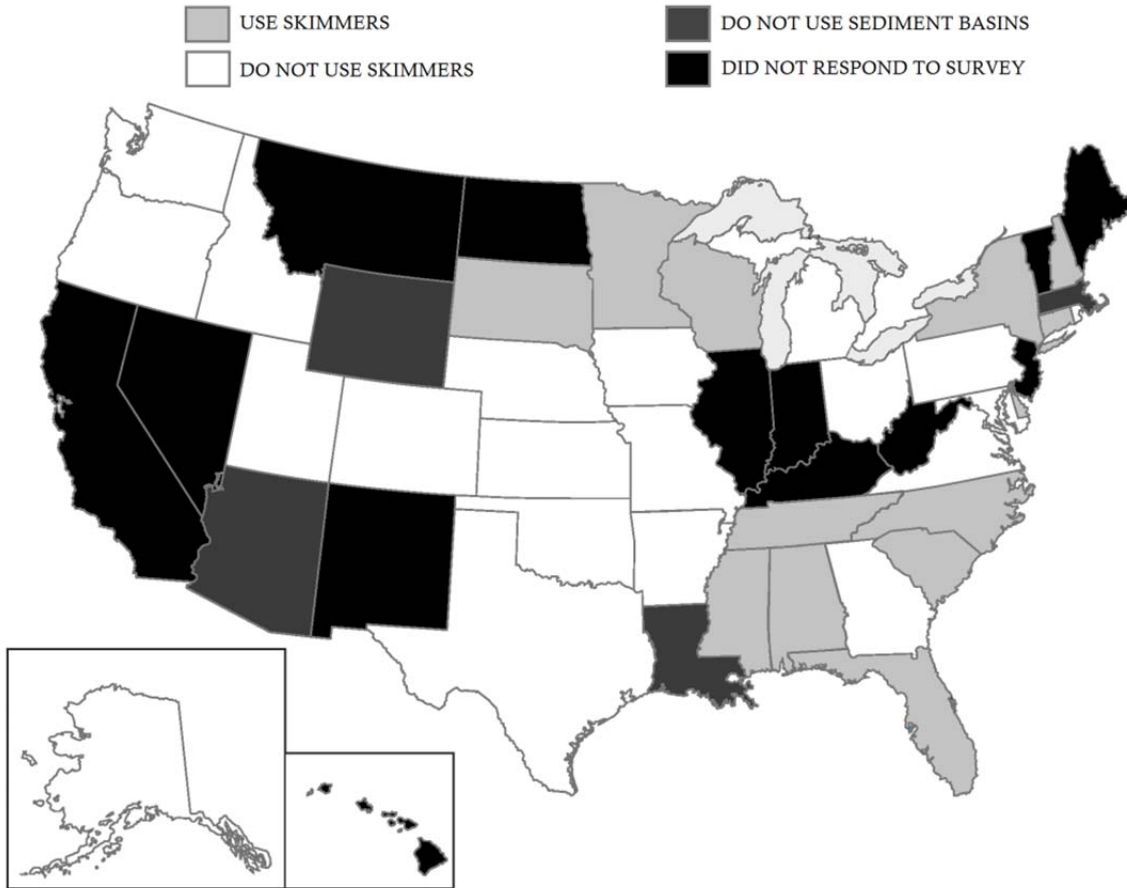 USE SKIMMERS
DO NOT USE SKIMMERS
DO NOT USE SEDIMENT BASINS
DID NOT RESPOND TO SURVEY